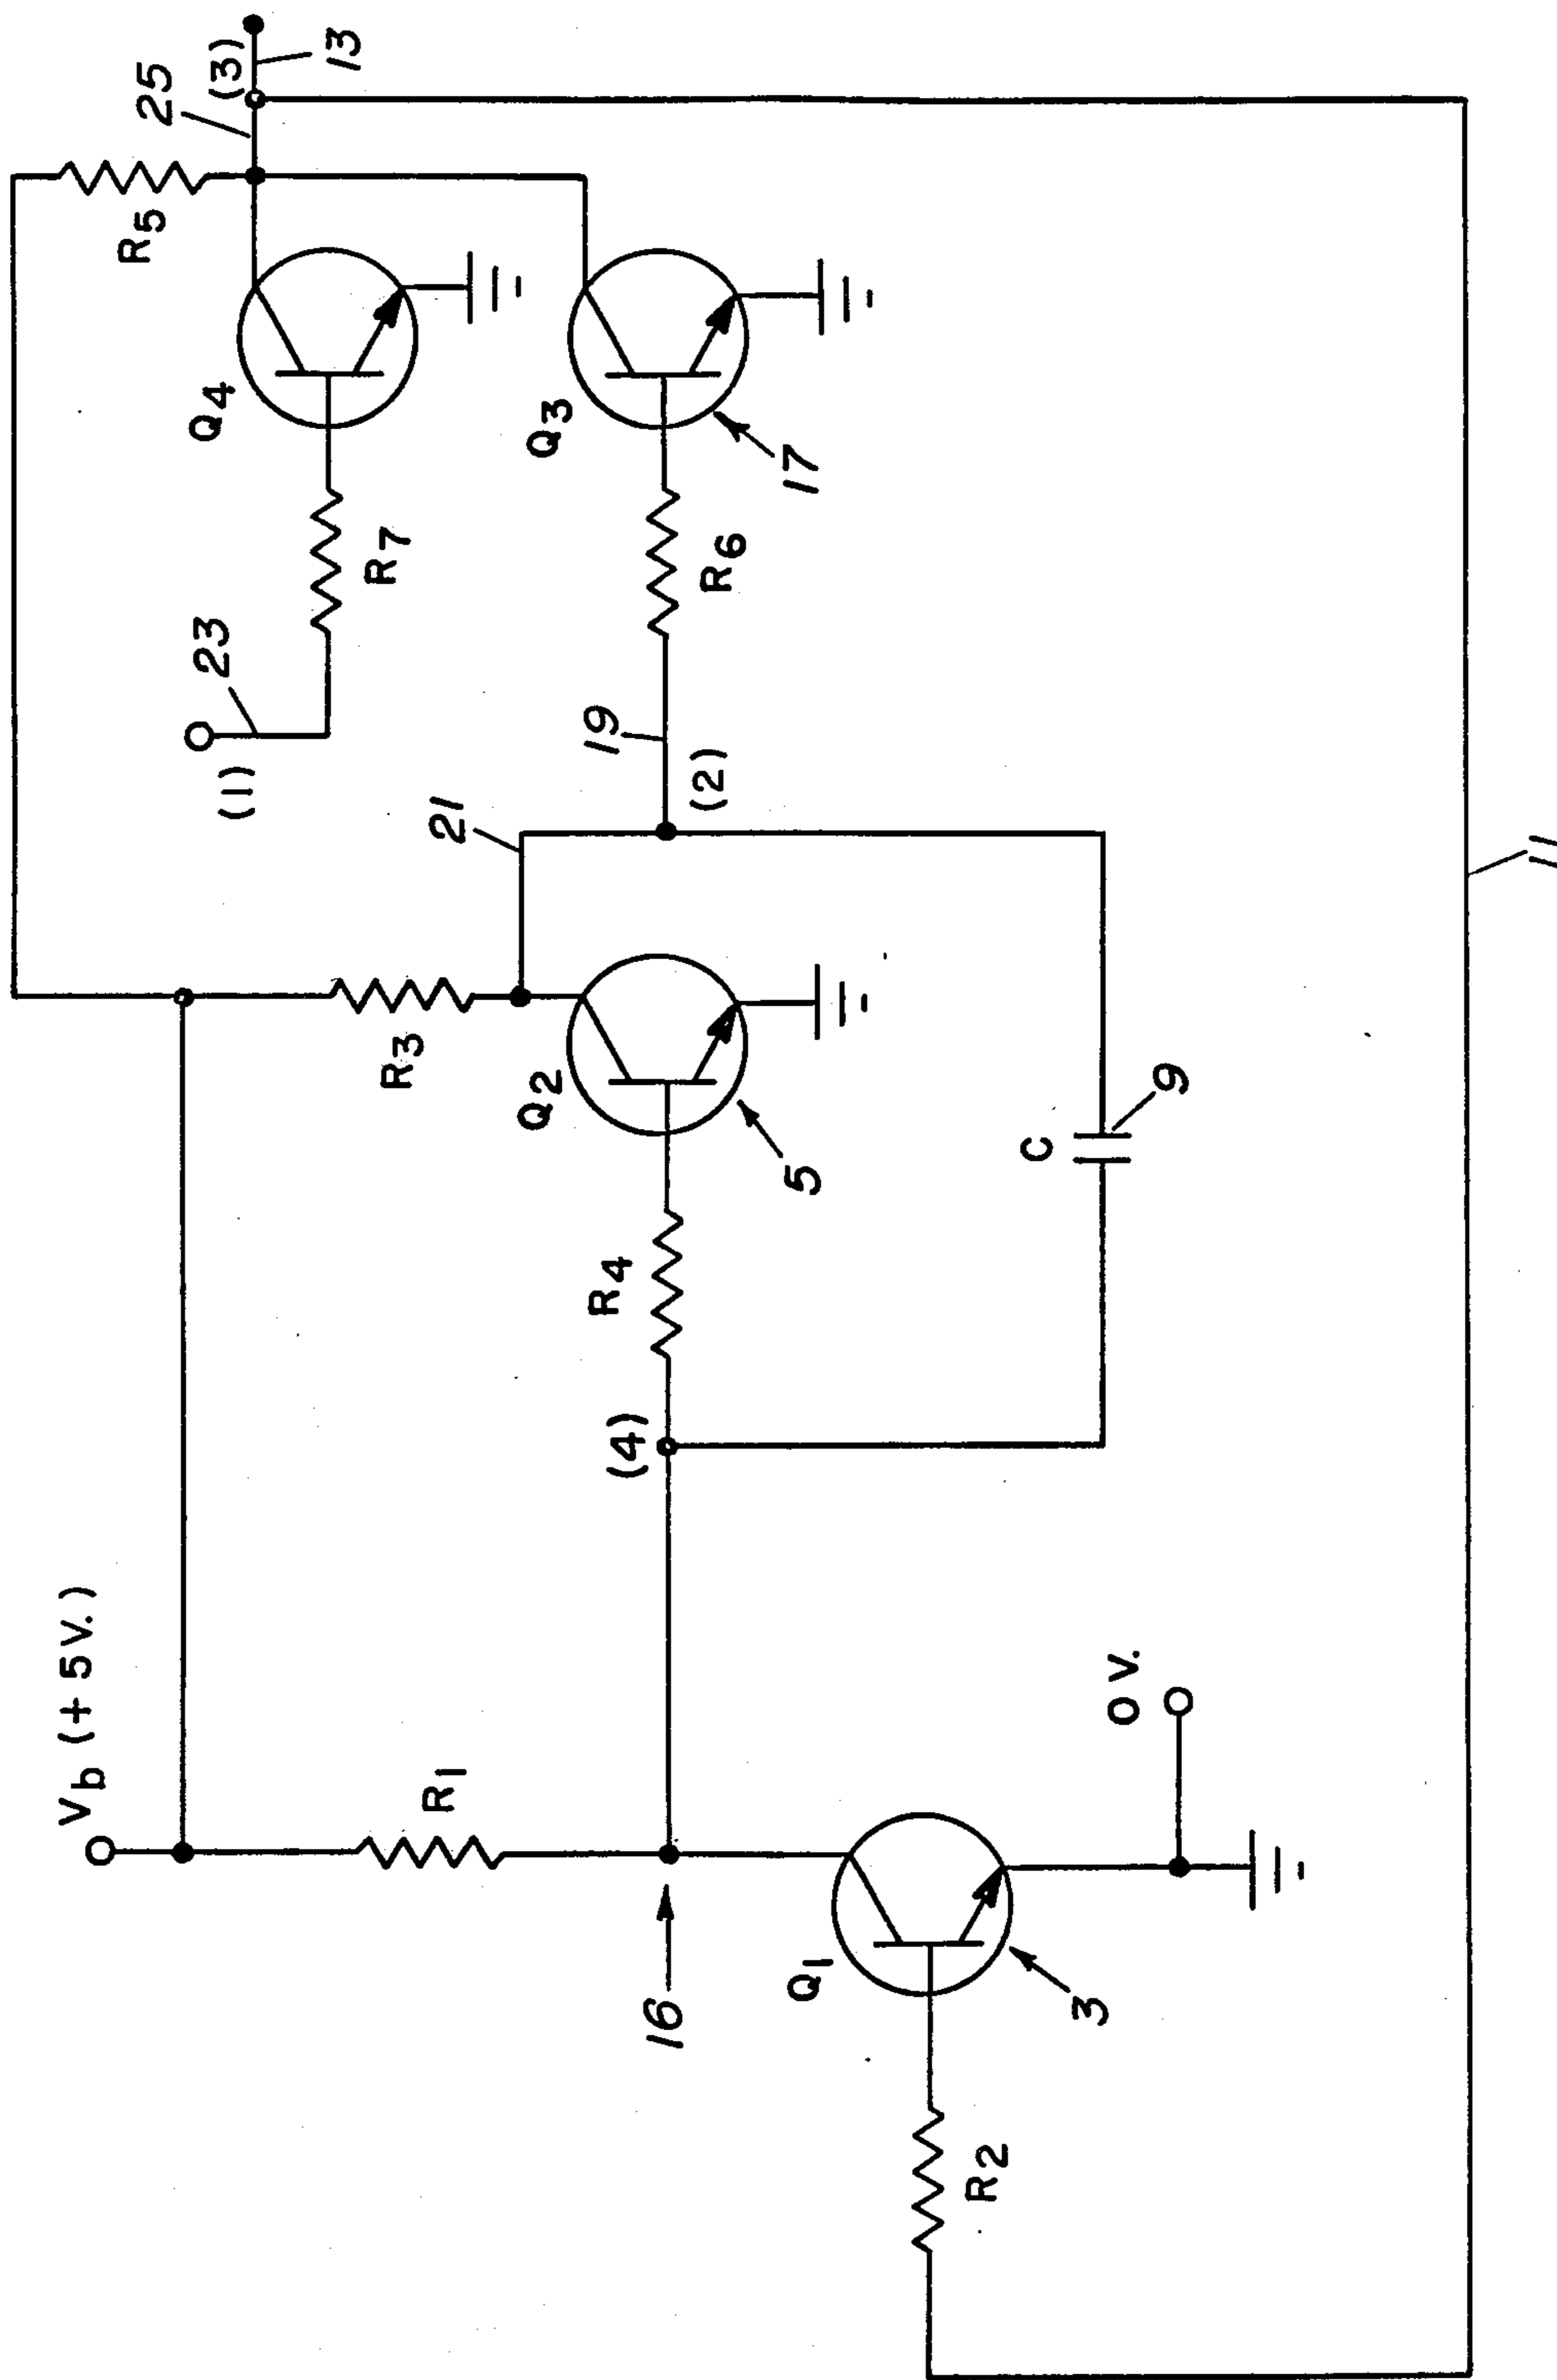 Vb (+5V.)
R1
16
Q1
3
R2
0 V.
(4)
R4
Q2
5
R3
21
C
9
(2)
19
(1)
23
R7
R6
Q4
Q3
17
R5
25
(3)
13
11